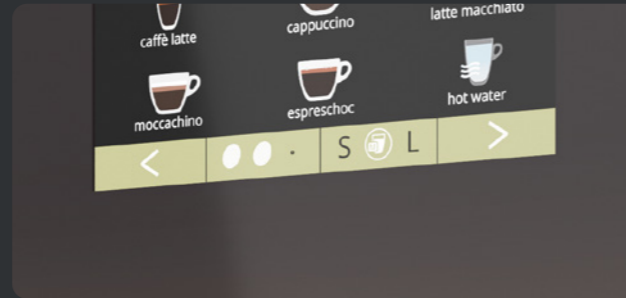 caffè latte
cappuccino
latte macchiato
moccachino
espreschoc
hot water
S L